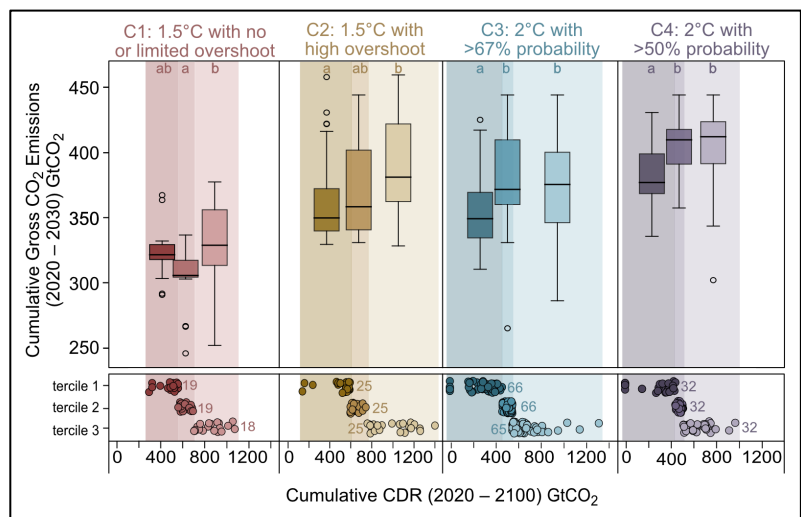 C1: 1.5°C with no
or limited overshoot
C2: 1.5°C with
high overshoot
C3: 2°C with
>67% probability
C4: 2°C with
>50% probability
ab a b
a ab b
a b b
a b b
Cumulative Gross CO2 Emissions
(2020 – 2030) GtCO2
450
400
350
300
250
tercile 1 19 25 66 32
tercile 2 19 25 66 32
tercile 3 18 25 65 32
0 400 800 1200 0 400 800 1200 0 400 800 1200 0 400 800 1200
Cumulative CDR (2020 – 2100) GtCO2